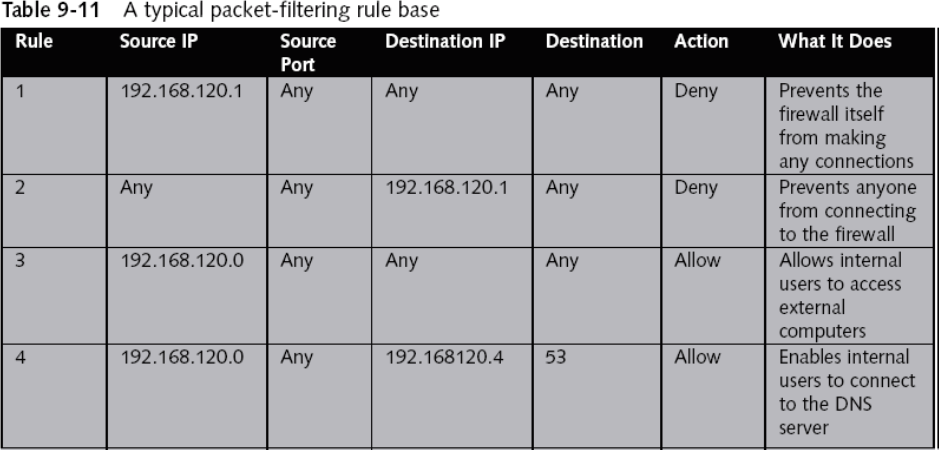 Table 9-11 A typical packet-filtering rule base
Rule Source IP Source Port Destination IP Destination Action What It Does
1 192.168.120.1 Any Any Any Deny Prevents the firewall itself from making any connections
2 Any Any 192.168.120.1 Any Deny Prevents anyone from connecting to the firewall
3 192.168.120.0 Any Any Any Allow Allows internal users to access external computers
4 192.168.120.0 Any 192.168120.4 53 Allow Enables internal users to connect to the DNS server